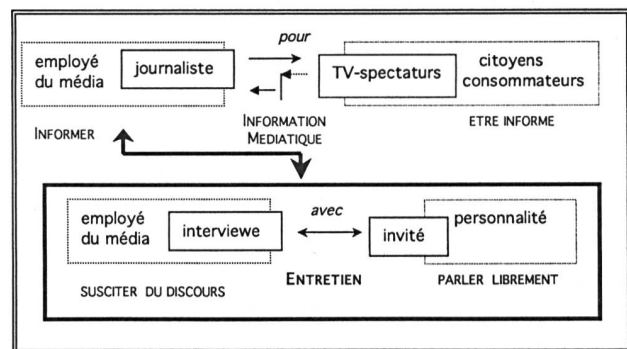 pour
employé
du média
journaliste
TV-spectaturs
citoyens
consommateurs
INFORMER
INFORMATION
MEDIATIQUE
ETRE INFORME
avec
employé
du média
interviewe
invité
personnalité
SUSCITER DU DISCOURS
ENTRETIEN
PARLER LIBREMENT